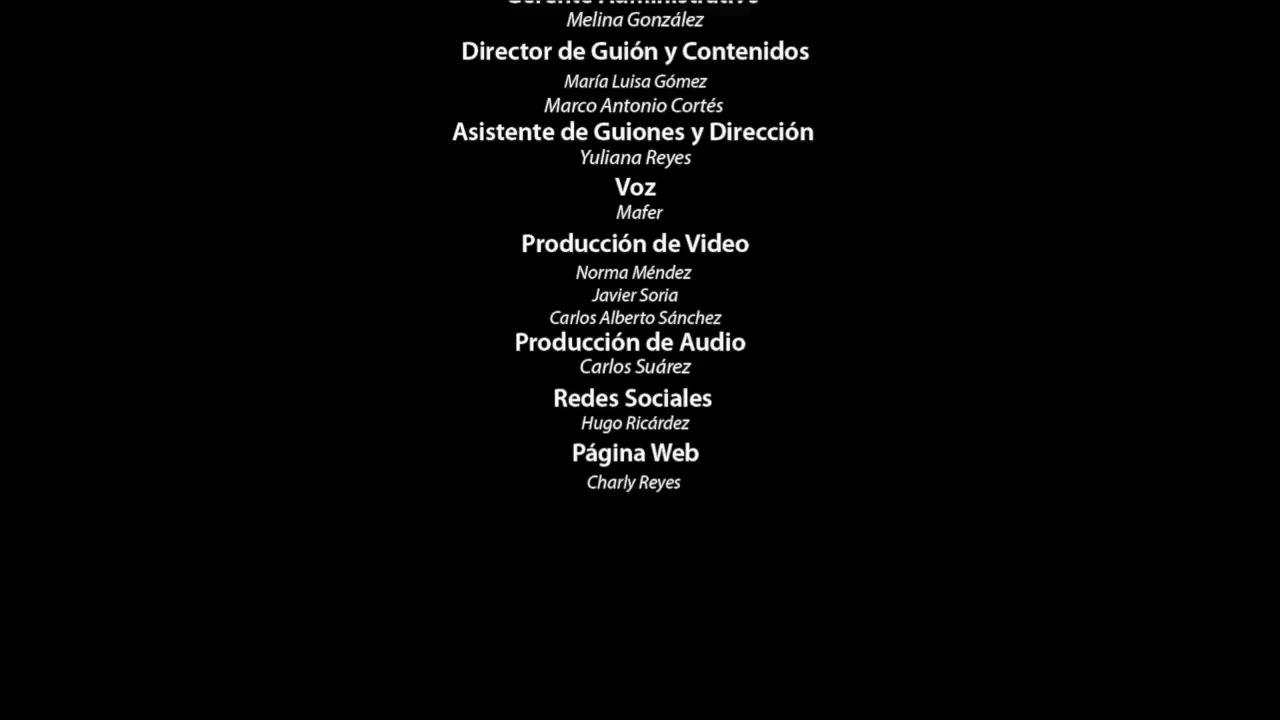 Gerente Administrativo
Melina González
Director de Guión y Contenidos
María Luisa Gómez
Marco Antonio Cortés
Asistente de Guiones y Dirección
Yuliana Reyes
Voz
Mafer
Producción de Video
Norma Méndez
Javier Soria
Carlos Alberto Sánchez
Producción de Audio
Carlos Suárez
Redes Sociales
Hugo Ricárdez
Página Web
Charly Reyes